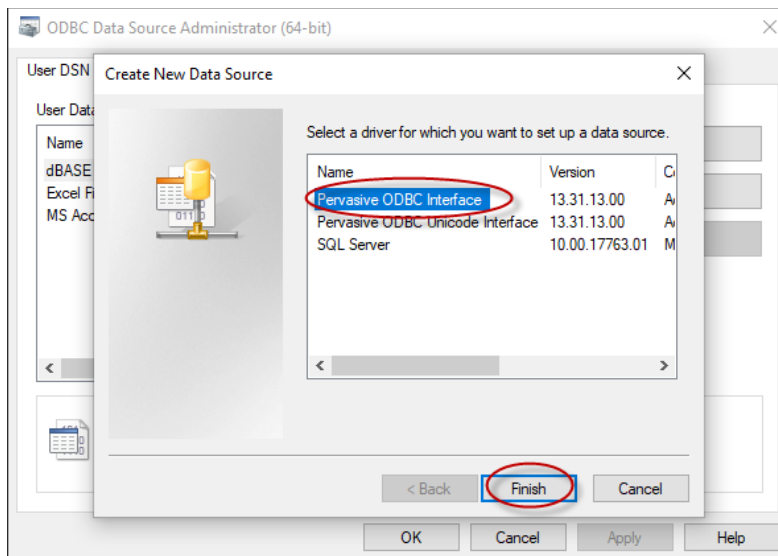 ODBC Data Source Administrator (64-bit)
User DSN
Create New Data Source
User Data
Name
dBASE
Excel Fi
MS Acc
Select a driver for which you want to set up a data source.
Name Version
Pervasive ODBC Interface 13.31.13.00
Pervasive ODBC Unicode Interface 13.31.13.00
SQL Server 10.00.17763.01 M
< Back Finish Cancel
OK Cancel Apply Help